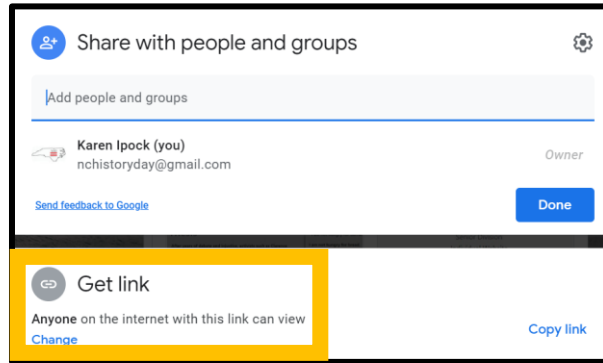 Share with people and groups
Add people and groups
Karen Ipock (you)
nchistoryday@gmail.com
Owner
Send feedback to Google
Done
Get link
Anyone on the internet with this link can view
Change
Copy link